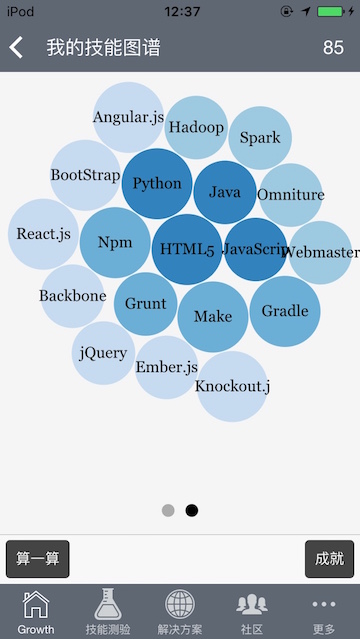 iPod 12:37
我的技能图谱 85
Angular.js
Hadoop
Spark
BootStrap
Python
Java
Omniture
React.js
Npm
HTML5
JavaScrip
Webmaster
Backbone
Grunt
Make
Gradle
jQuery
Ember.js
Knockout.j
算一算 成就
Growth 技能测验 解决方案 社区 更多